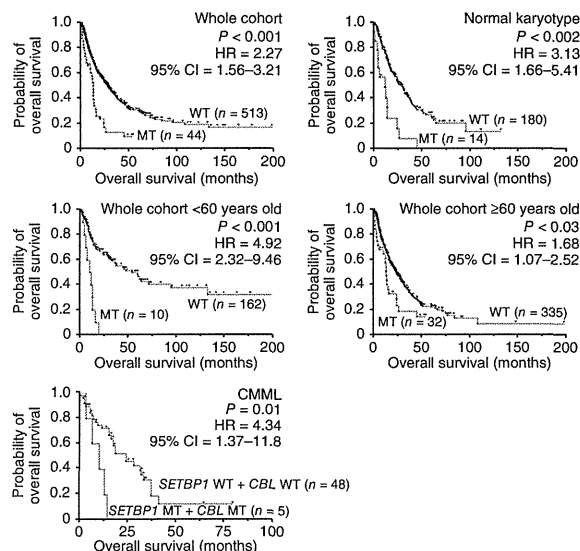 Whole cohort
P < 0.001
HR = 2.27
95% CI = 1.56–3.21
WT (n = 513)
MT (n = 44)
Probability of
overall survival
1.0
0.8
0.6
0.4
0.2
0
0 50 100 150 200
Overall survival (months)
Normal karyotype
P < 0.002
HR = 3.13
95% CI = 1.66–5.41
WT (n = 180)
MT (n = 14)
Probability of
overall survival
1.0
0.8
0.6
0.4
0.2
0
0 50 100 150 200
Overall survival (months)
Whole cohort <60 years old
P < 0.001
HR = 4.92
95% CI = 2.32–9.46
WT (n = 162)
MT (n = 10)
Probability of
overall survival
1.0
0.8
0.6
0.4
0.2
0
0 50 100 150 200
Overall survival (months)
Whole cohort ≥60 years old
P < 0.03
HR = 1.68
95% CI = 1.07–2.52
WT (n = 335)
MT (n = 32)
Probability of
overall survival
1.0
0.8
0.6
0.4
0.2
0
0 50 100 150 200
Overall survival (months)
CMML
P = 0.01
HR = 4.34
95% CI = 1.37–11.8
SETBP1 WT + CBL WT (n = 48)
SETBP1 MT + CBL MT (n = 5)
Probability of
overall survival
1.0
0.8
0.6
0.4
0.2
0
0 25 50 75 100
Overall survival (months)